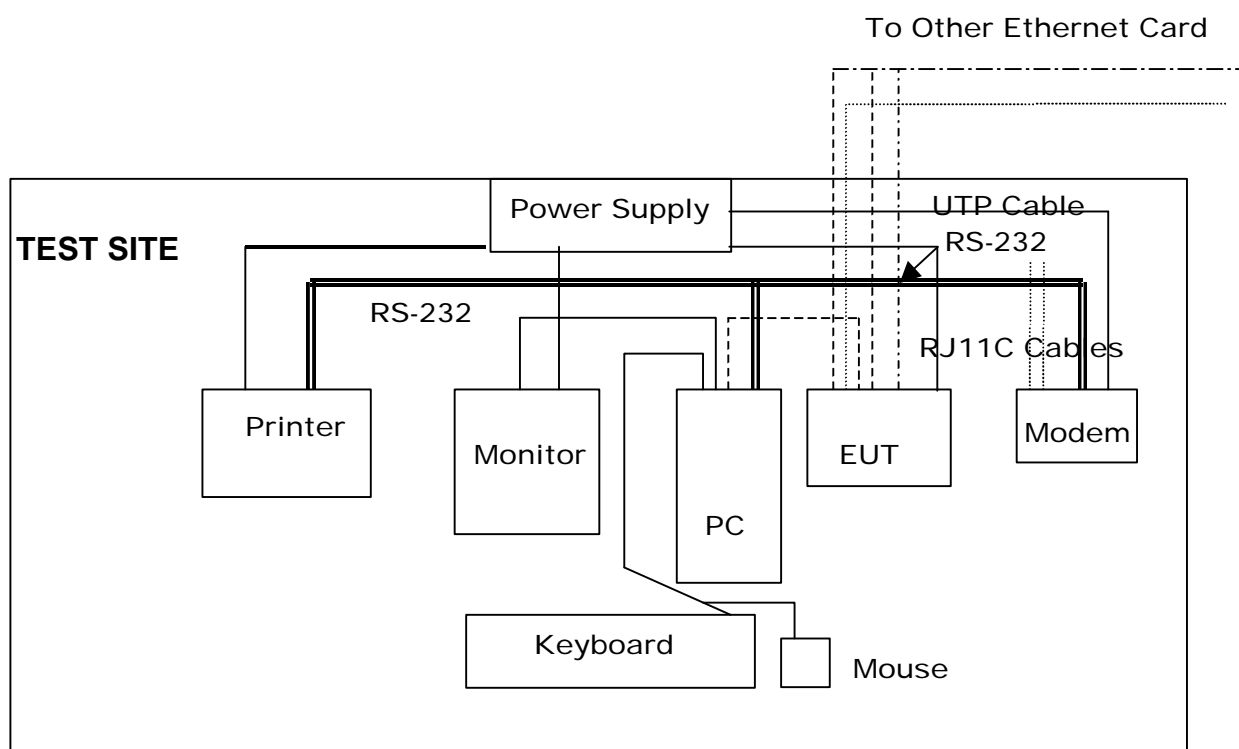 To Other Ethernet Card
Power Supply
UTP Cable
TEST SITE
RS-232
RS-232
RJ11C Cables
Printer
Monitor
EUT
Modem
PC
Keyboard
Mouse